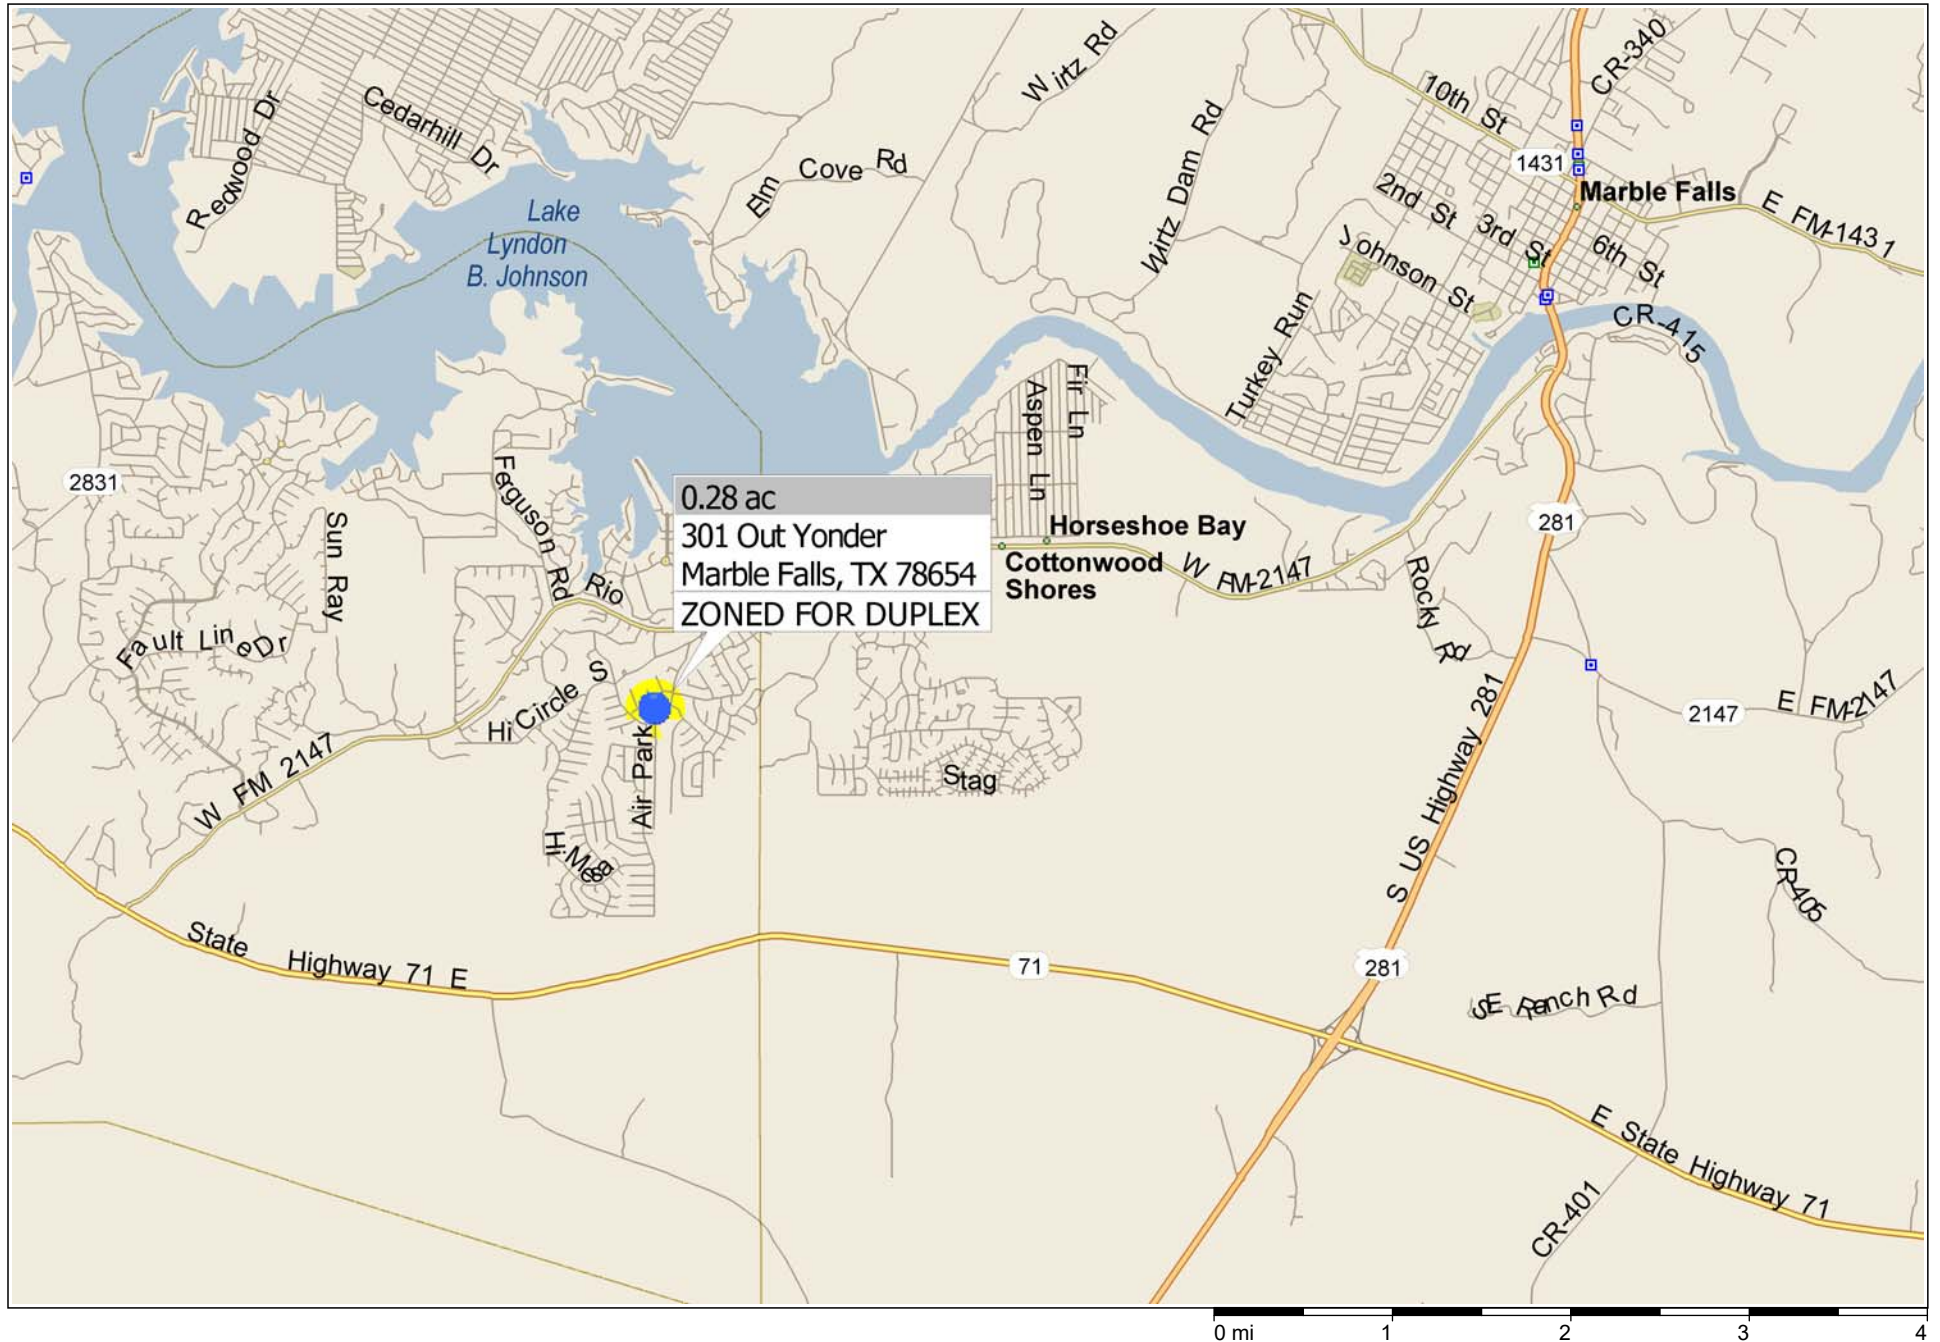 CR-340
Wirtz Rd
10th St
Cedarhill Dr
Redwood Dr
Wirtz Dam Rd
Elm Cove Rd
1431
Marble Falls
2nd St
3rd St
6th St
E FM-1431
Lake
Lyndon
B. Johnson
Johnson St
Turkey Run
CR-415
Fir Ln
Aspen Ln
2831
Ferguson Rd
Sun Ray
0.28 ac
301 Out Yonder
Marble Falls, TX 78654
ZONED FOR DUPLEX
Horseshoe Bay
Cottonwood
Shores
W FM-2147
281
Rio
Rocky Rd
Fault Line Dr
Hi Circle S
S US Highway 281
2147
E FM-2147
Air Park
Stag
W FM 2147
Hi Mesa
CR-405
State Highway 71 E
71
281
SE Ranch Rd
E State Highway 71
CR-401
0 mi 1 2 3 4